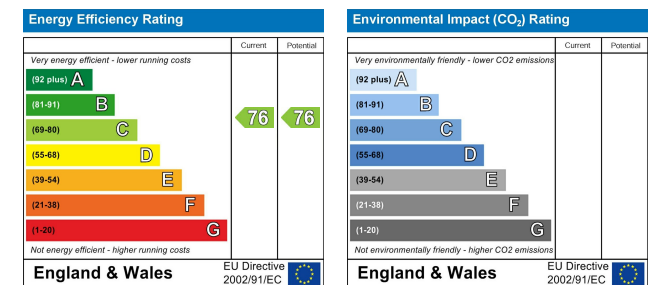 Energy Efficiency Rating
Current Potential
Very energy efficient - lower running costs
(92 plus) A
(81-91) B
(69-80) C
76 76
(55-68) D
(39-54) E
(21-38) F
(1-20) G
Not energy efficient - higher running costs
England & Wales
EU Directive
2002/91/EC
Environmental Impact (CO2) Rating
Current Potential
Very environmentally friendly - lower CO2 emissions
(92 plus) A
(81-91) B
(69-80) C
(55-68) D
(39-54) E
(21-38) F
(1-20) G
Not environmentally friendly - higher CO2 emissions
England & Wales
EU Directive
2002/91/EC